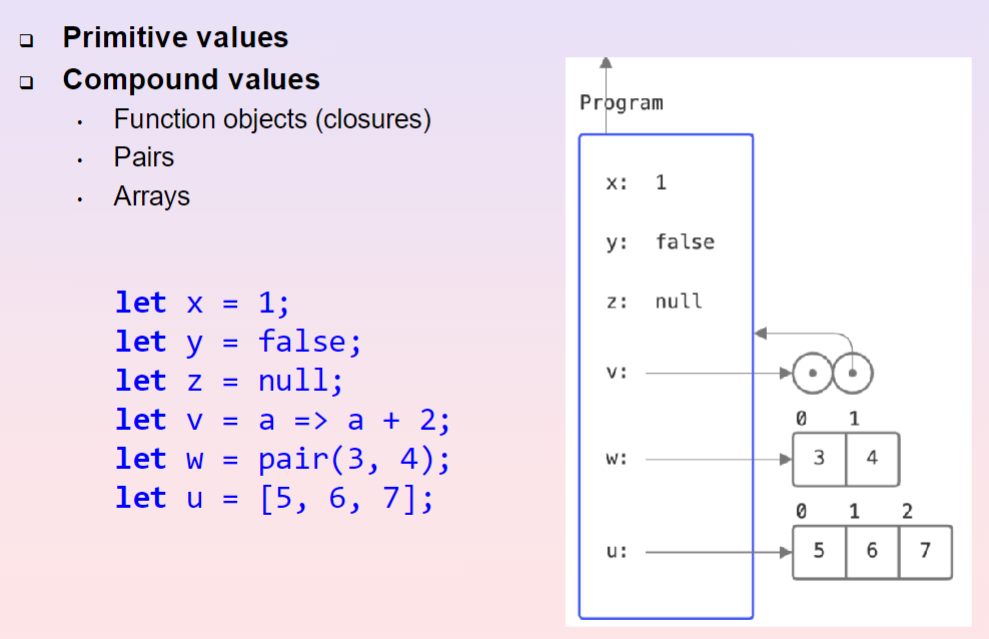 Primitive values
Compound values
Function objects (closures)
Pairs
Arrays
let x = 1;
let y = false;
let z = null;
let v = a => a + 2;
let w = pair(3, 4);
let u = [5, 6, 7];
Program
x: 1
y: false
z: null
v:
0 1
w: 3 4
0 1 2
u: 5 6 7